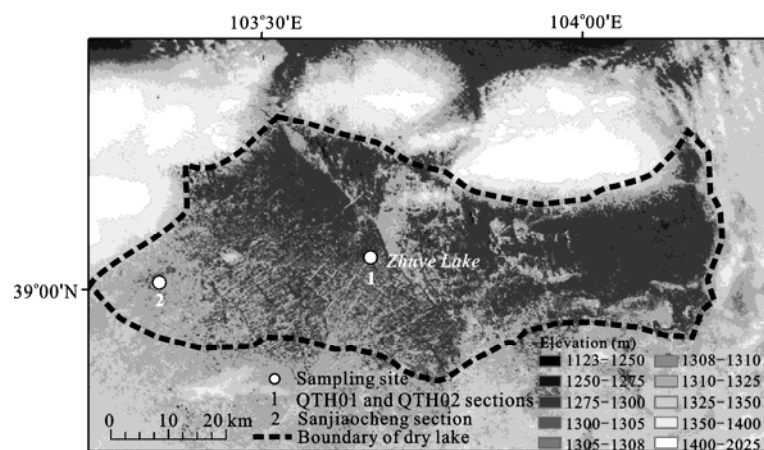 103°30'E 104°00'E
39°00'N
Zhuye Lake
1
2
Elevation (m)
1123−1250 1308−1310
1250−1275 1310−1325
1275−1300 1325−1350
1300−1305 1350−1400
1305−1308 1400−2025
Sampling site
1 QTH01 and QTH02 sections
2 Sanjiaocheng section
Boundary of dry lake
0 10 20 km